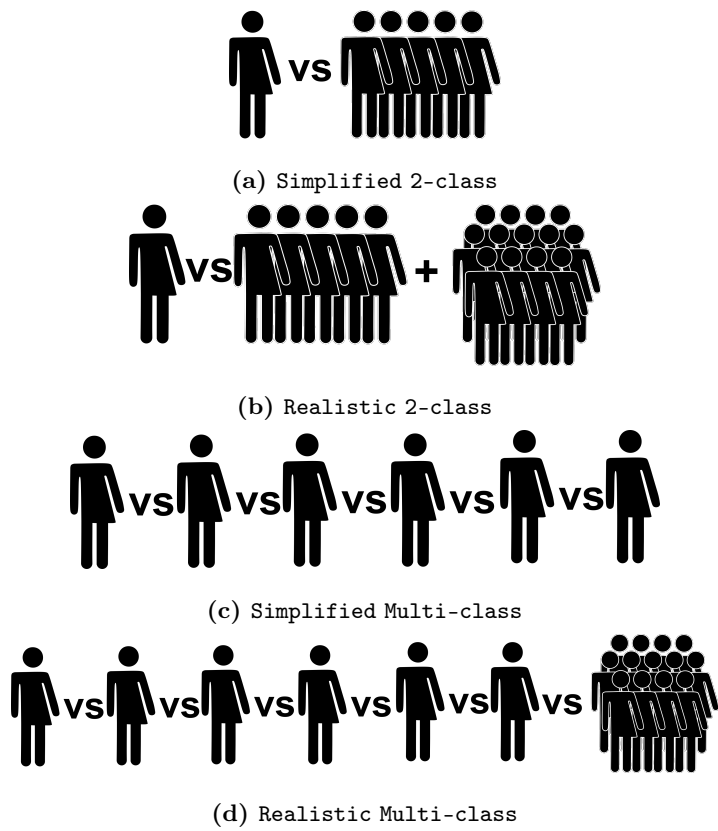 vs
(a) Simplified 2-class
vs +
(b) Realistic 2-class
vs vs vs vs vs
(c) Simplified Multi-class
vs vs vs vs vs vs
(d) Realistic Multi-class